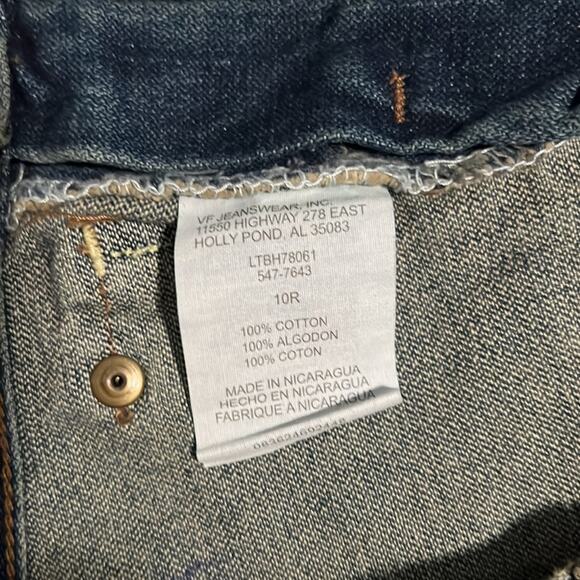 VF JEANSWEAR, INC.
11550 HIGHWAY 278 EAST
HOLLY POND, AL 35083
LTBH78061
547-7643
10R
100% COTTON
100% ALGODON
100% COTON
MADE IN NICARAGUA
HECHO EN NICARAGUA
FABRIQUE A NICARAGUA